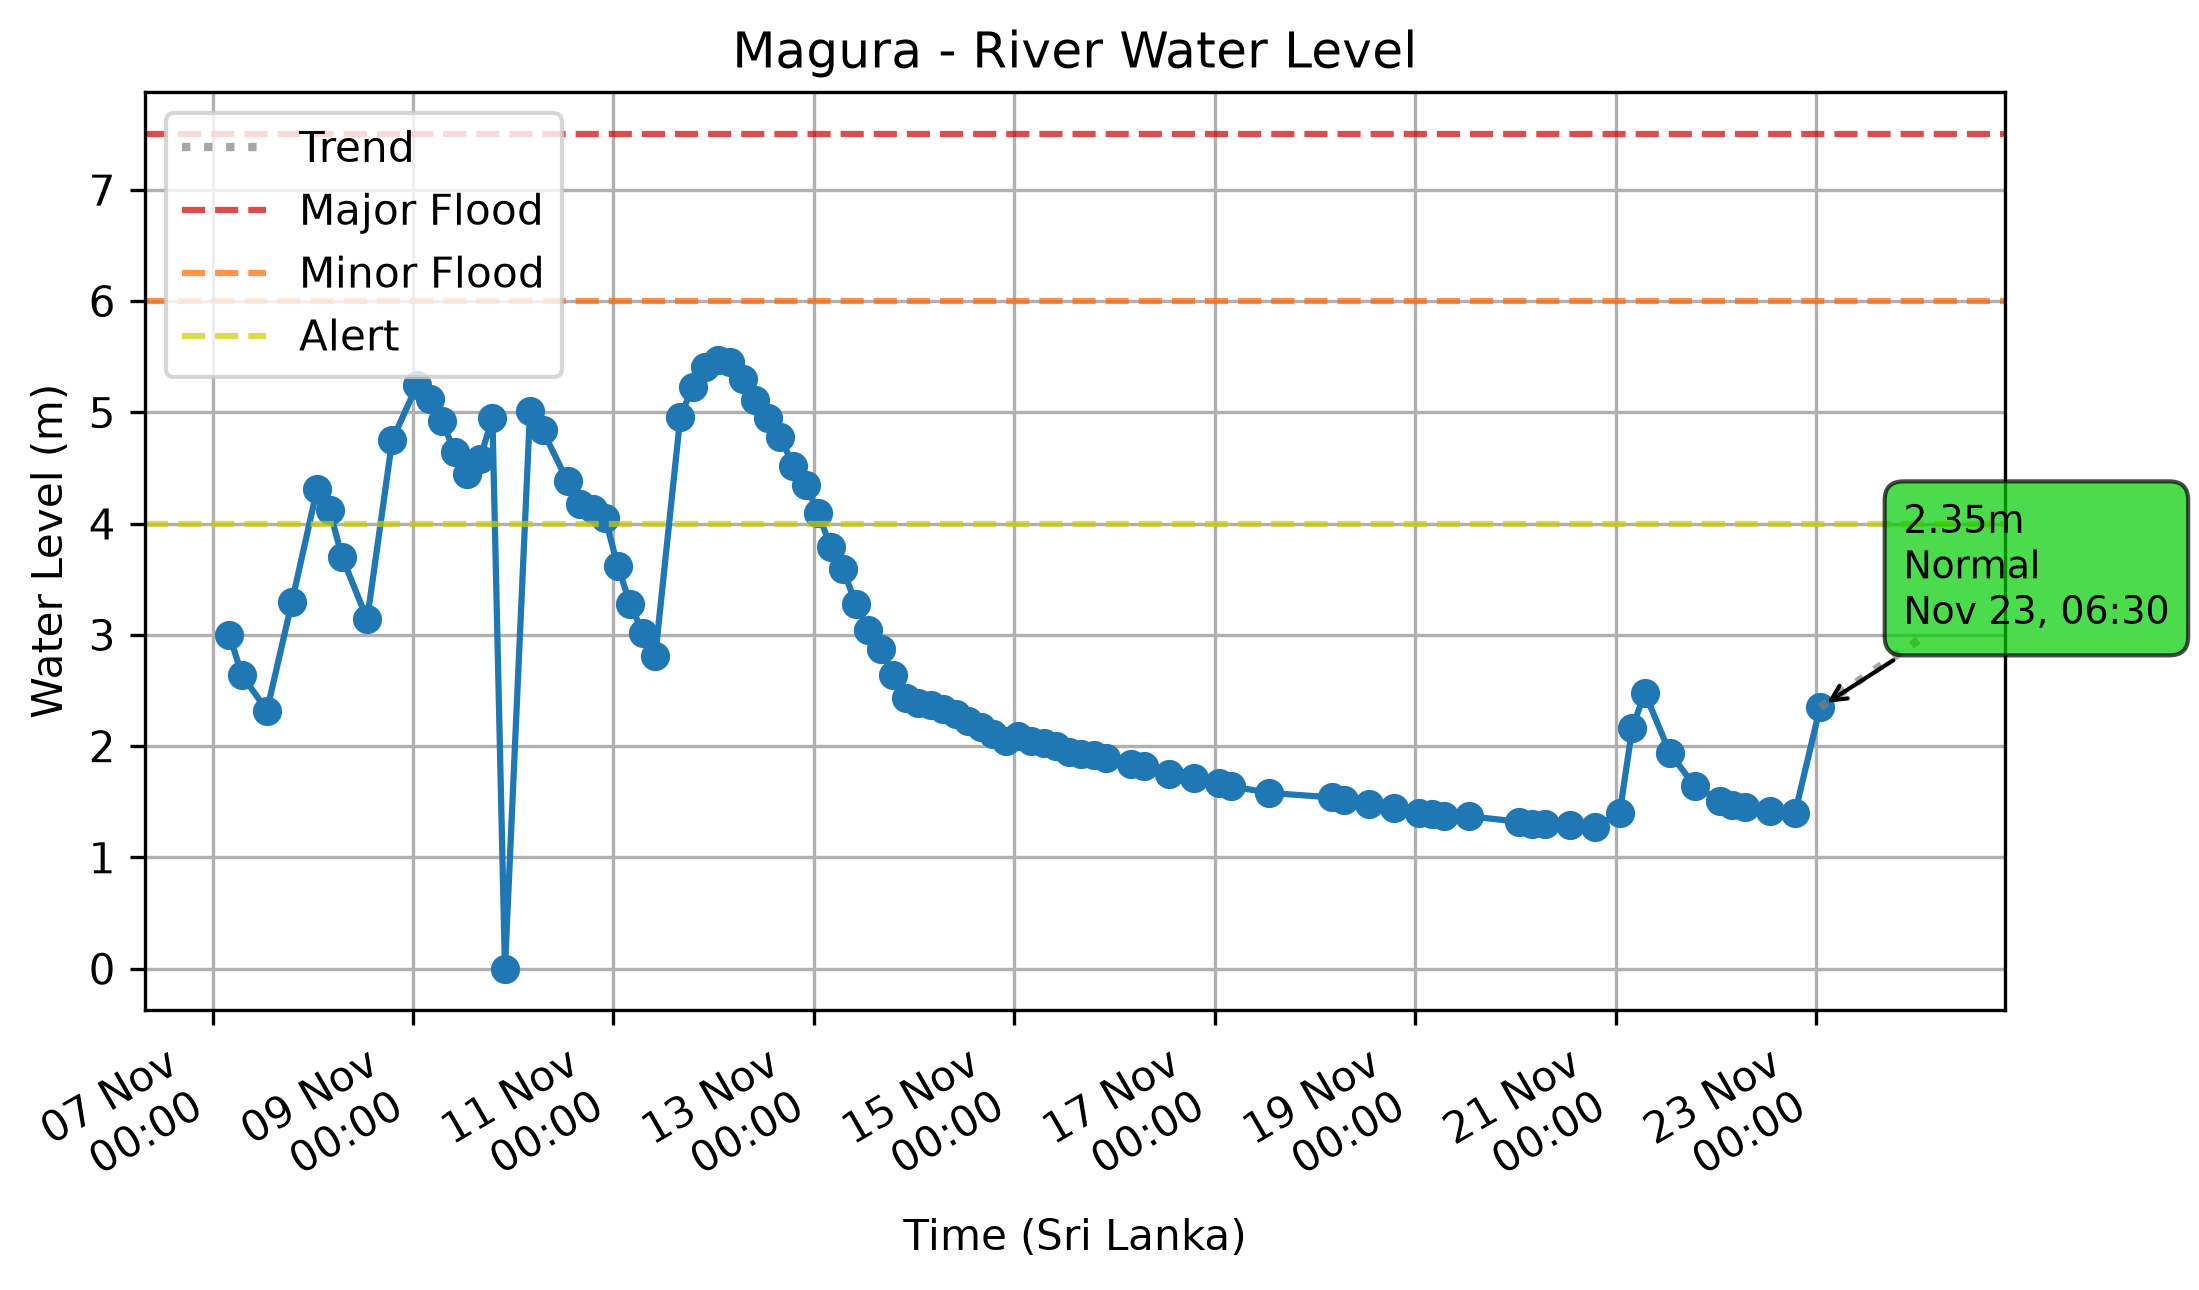 Magura - River Water Level
Trend
Major Flood
Minor Flood
Alert
7
6
5
4
3
2
1
0
Water Level (m)
2.35m
Normal
Nov 23, 06:30
07 Nov
00:00
09 Nov
00:00
11 Nov
00:00
13 Nov
00:00
15 Nov
00:00
17 Nov
00:00
19 Nov
00:00
21 Nov
00:00
23 Nov
00:00
Time (Sri Lanka)